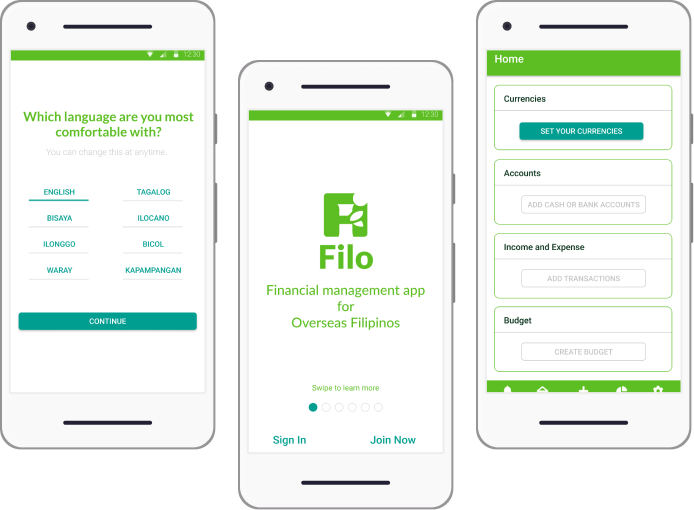 12:30
Which language are you most
comfortable with?
You can change this at anytime.
ENGLISH
TAGALOG
BISAYA
ILOCANO
ILONGGO
BICOL
WARAY
KAPAMPANGAN
CONTINUE
12:30
Filo
Financial management app
for
Overseas Filipinos
Swipe to learn more
Sign In
Join Now
Home
Currencies
SET YOUR CURRENCIES
Accounts
ADD CASH OR BANK ACCOUNTS
Income and Expense
ADD TRANSACTIONS
Budget
CREATE BUDGET